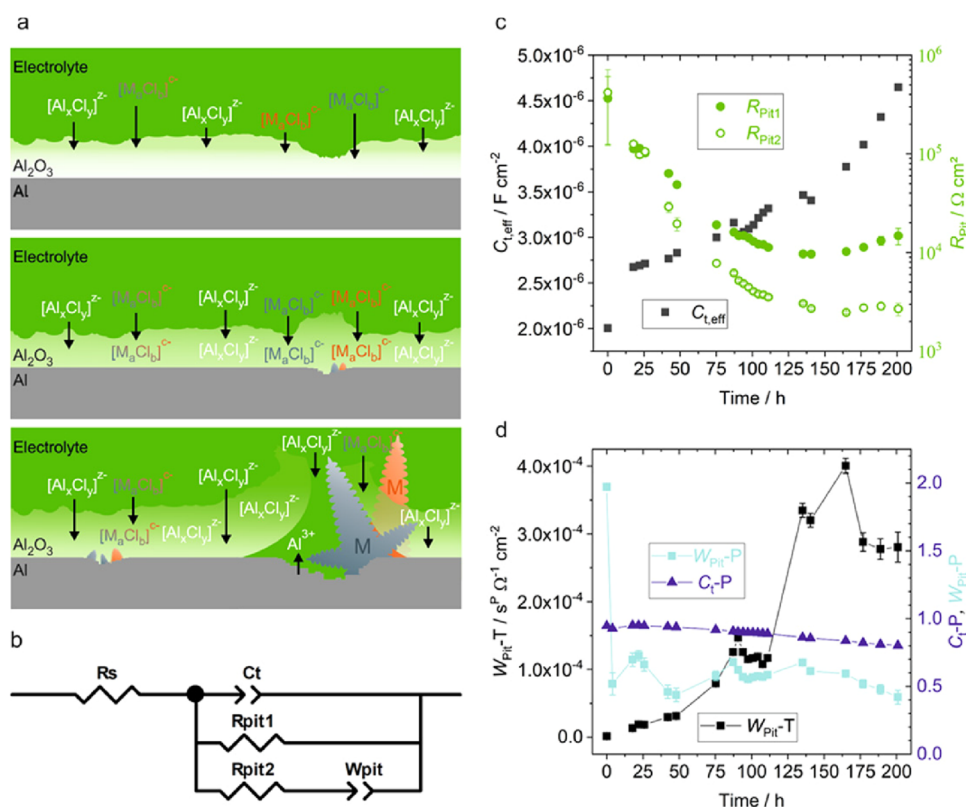 a
Electrolyte
[AlxCly]z-
[MaClb]c-
[AlxCly]z-
[MaClb]c-
[MaClb]c-
[AlxCly]z-
Al2O3
Al
[AlxCly]z-
[MaClb]c-
[AlxCly]z-
[MaClb]c-
[MaClb]c-
[AlxCly]z-
Al2O3
[MaClb]c-
[AlxCly]z-
[MaClb]c-
[MaClb]c-
[AlxCly]z-
Al
Electrolyte
[AlxCly]z-
[MaClb]c-
[AlxCly]z-
[MaClb]c-
[AlxCly]z-
[AlxCly]z-
M
[AlxCly]z-
[MaClb]c-
[AlxCly]z-
Al2O3
Al3+
M
Al
b
Rs
Ct
Rpit1
Rpit2
Wpit
c
5.0x10-6
4.5x10-6
4.0x10-6
3.5x10-6
3.0x10-6
2.5x10-6
2.0x10-6
Ct,eff / F cm-2
RPit1
RPit2
Ct,eff
106
105
104
103
RPit / Ω cm²
0 25 50 75 100 125 150 175 200
Time / h
d
4.0x10-4
3.0x10-4
2.0x10-4
1.0x10-4
0.0
WPit-T / sP Ω-1 cm-2
WPit-P
Ct-P
WPit-T
2.0
1.5
1.0
0.5
0.0
Ct-P, WPit-P
0 25 50 75 100 125 150 175 200
Time / h